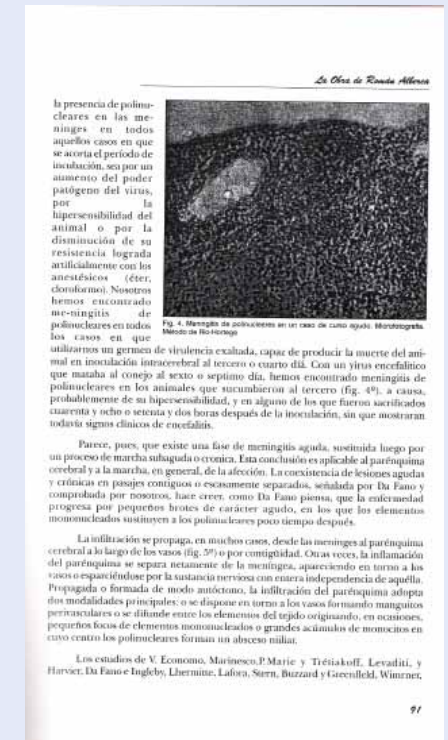 La Obra de Román Alberca
la presencia de polinu-
cleares en las me-
ninges en todos
aquellos casos en que
se acorta el período de
incubación, sea por un
aumento del poder
patógeno del virus,
por la
hipersensibilidad del
animal o por la
disminución de su
resistencia lograda
artificialmente con los
anestésicos (éter,
cloroformo). Nosotros
hemos encontrado
me-ningitis de
polinucleares en todos
los casos en que
Fig. 4. Meningitis de polinucleares en un caso de curso agudo. Microfotografía.
Método de Río-Hortega
utilizamos un germen de virulencia exaltada, capaz de producir la muerte del ani-
mal en inoculación intracerebral al tercero o cuarto día. Con un virus encefalítico
que mataba al conejo al sexto o septimo día, hemos encontrado meningitis de
polinucleares en los animales que sucumbieron al tercero (fig. 4ª), a causa,
probablemente de su hipersensibilidad, y en alguno de los que fueron sacrificados
cuarenta y ocho o setenta y dos horas después de la inoculación, sin que mostraran
todavía signos clínicos de encefalitis.
Parece, pues, que existe una fase de meningitis aguda, sustituida luego por
un proceso de marcha subaguda o crónica. Esta conclusión es aplicable al parénquima
cerebral y a la marcha, en general, de la afección. La coexistencia de lesiones agudas
y crónicas en pasajes contiguos o escasamente separados, señalada por Da Fano y
comprobada por nosotros, hace creer, como Da Fano piensa, que la enfermedad
progresa por pequeños brotes de carácter agudo, en los que los elementos
mononucleados sustituyen a los polinucleares poco tiempo después.
La infiltración se propaga, en muchos casos, desde las meninges al parénquima
cerebral a lo largo de los vasos (fig. 5ª) o por contigüidad. Otras veces, la inflamación
del parénquima se separa netamente de la meníngea, apareciendo en torno a los
vasos o esparciéndose por la sustancia nerviosa con entera independencia de aquélla.
Propagada o formada de modo autóctono, la infiltración del parénquima adopta
dos modalidades principales: o se dispone en torno a los vasos formando manguitos
perivasculares o se difunde entre los elementos del tejido originando, en ocasiones,
pequeños focos de elementos mononucleados o grandes acúmulos de monocitos en
cuyo centro los polinucleares forman un absceso miliar.
Los estudios de V. Economo, Marinesco,P.Marie y Trétiakoff, Levaditi, y
Harvier, Da Fano e Ingleby, Lhermitte, Lafora, Stern, Buzzard y Greenfield,
91